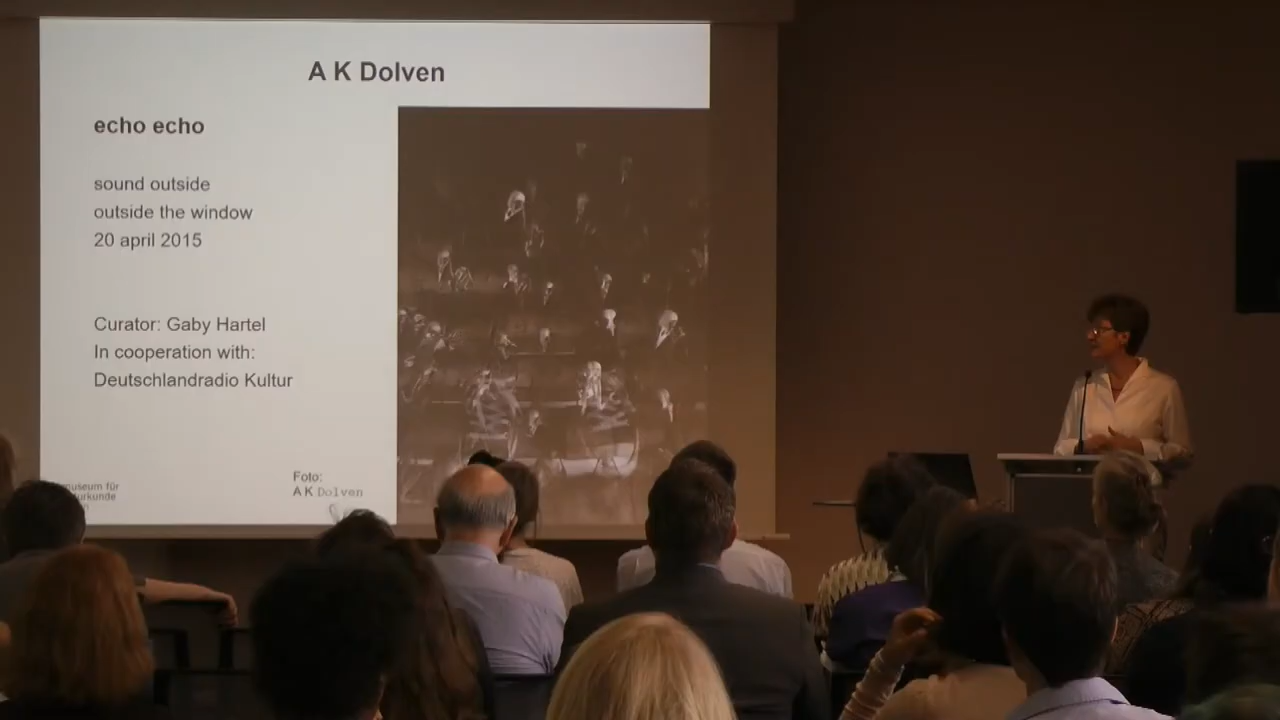 A K Dolven
echo echo
sound outside
outside the window
20 april 2015
Curator: Gaby Hartel
In cooperation with:
Deutschlandradio Kultur
Foto:
A K Dolven
für